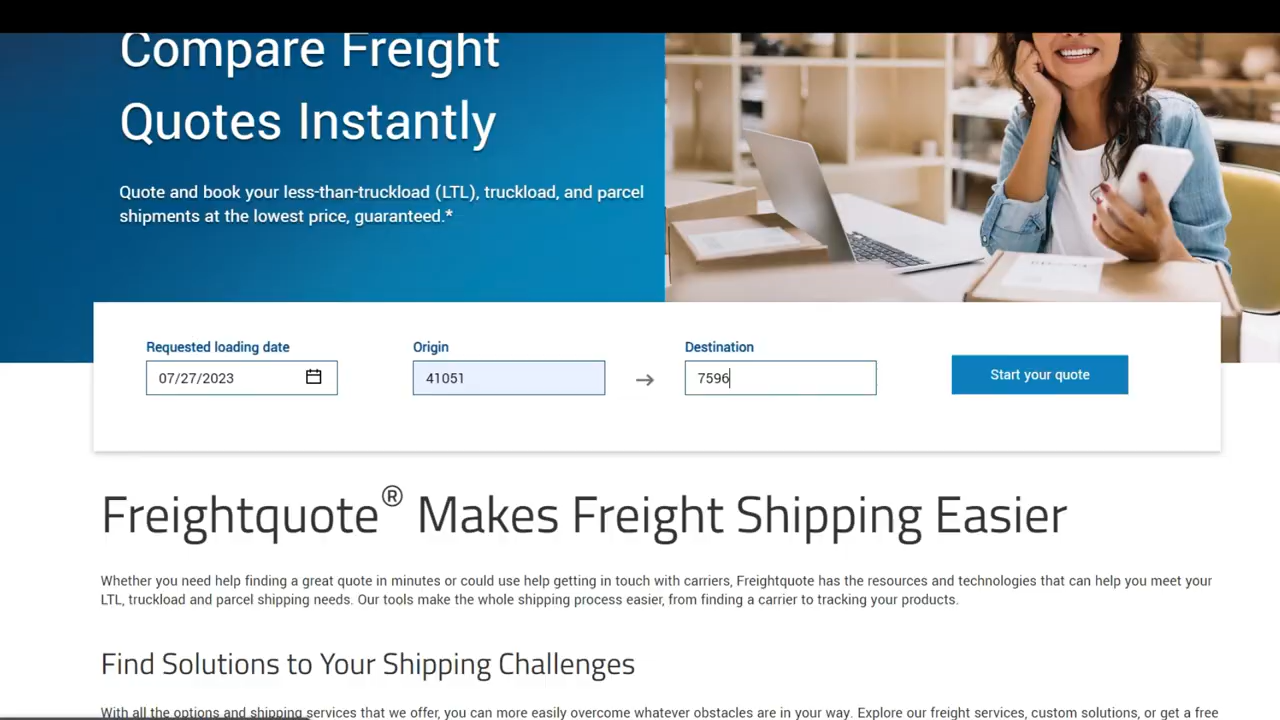 Compare Freight
Quotes Instantly
Quote and book your less-than-truckload (LTL), truckload, and parcel
shipments at the lowest price, guaranteed.*
Requested loading date
Origin
Destination
07/27/2023
41051
7596
Start your quote
Freightquote® Makes Freight Shipping Easier
Whether you need help finding a great quote in minutes or could use help getting in touch with carriers, Freightquote has the resources and technologies that can help you meet your
LTL, truckload and parcel shipping needs. Our tools make the whole shipping process easier, from finding a carrier to tracking your products.
Find Solutions to Your Shipping Challenges
With all the options and shipping services that we offer, you can more easily overcome whatever obstacles are in your way. Explore our freight services, custom solutions, or get a free